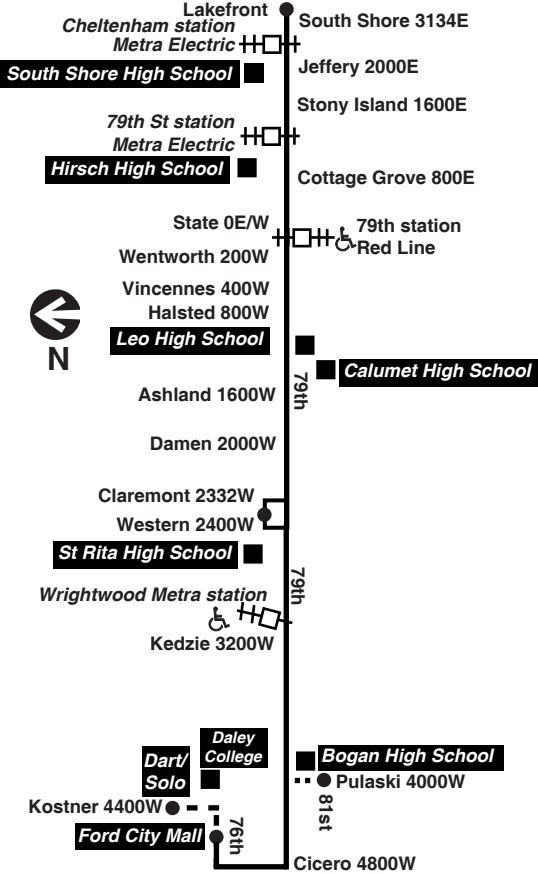 Lakefront
South Shore 3134E
Cheltenham station
Metra Electric
South Shore High School
Jeffery 2000E
Stony Island 1600E
79th St station
Metra Electric
Hirsch High School
Cottage Grove 800E
State 0E/W
79th station
Red Line
Wentworth 200W
Vincennes 400W
Halsted 800W
N
Leo High School
Calumet High School
79th
Ashland 1600W
Damen 2000W
Claremont 2332W
Western 2400W
St Rita High School
79th
Wrightwood Metra station
Kedzie 3200W
Daley
College
Dart/
Solo
Bogan High School
Pulaski 4000W
81st
Kostner 4400W
76th
Ford City Mall
Cicero 4800W